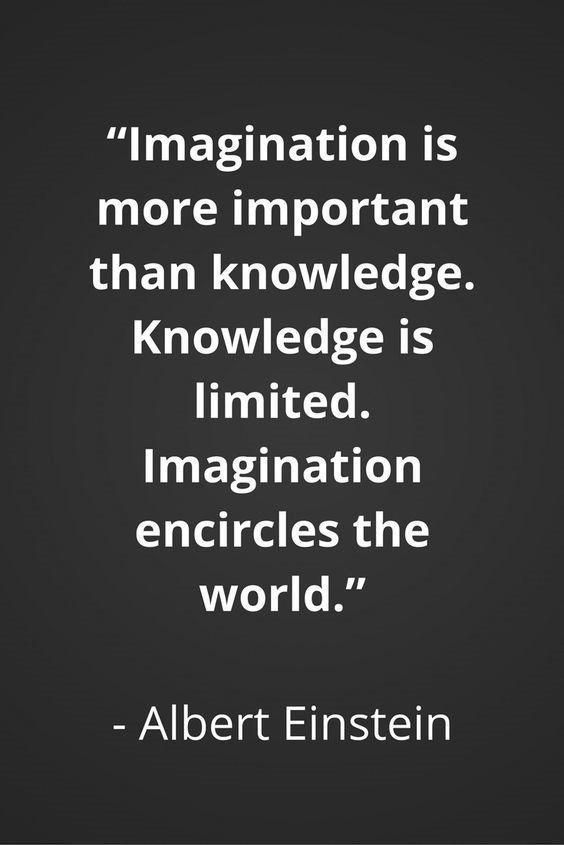 “Imagination is
more important
than knowledge.
Knowledge is
limited.
Imagination
encircles the
world.”
- Albert Einstein